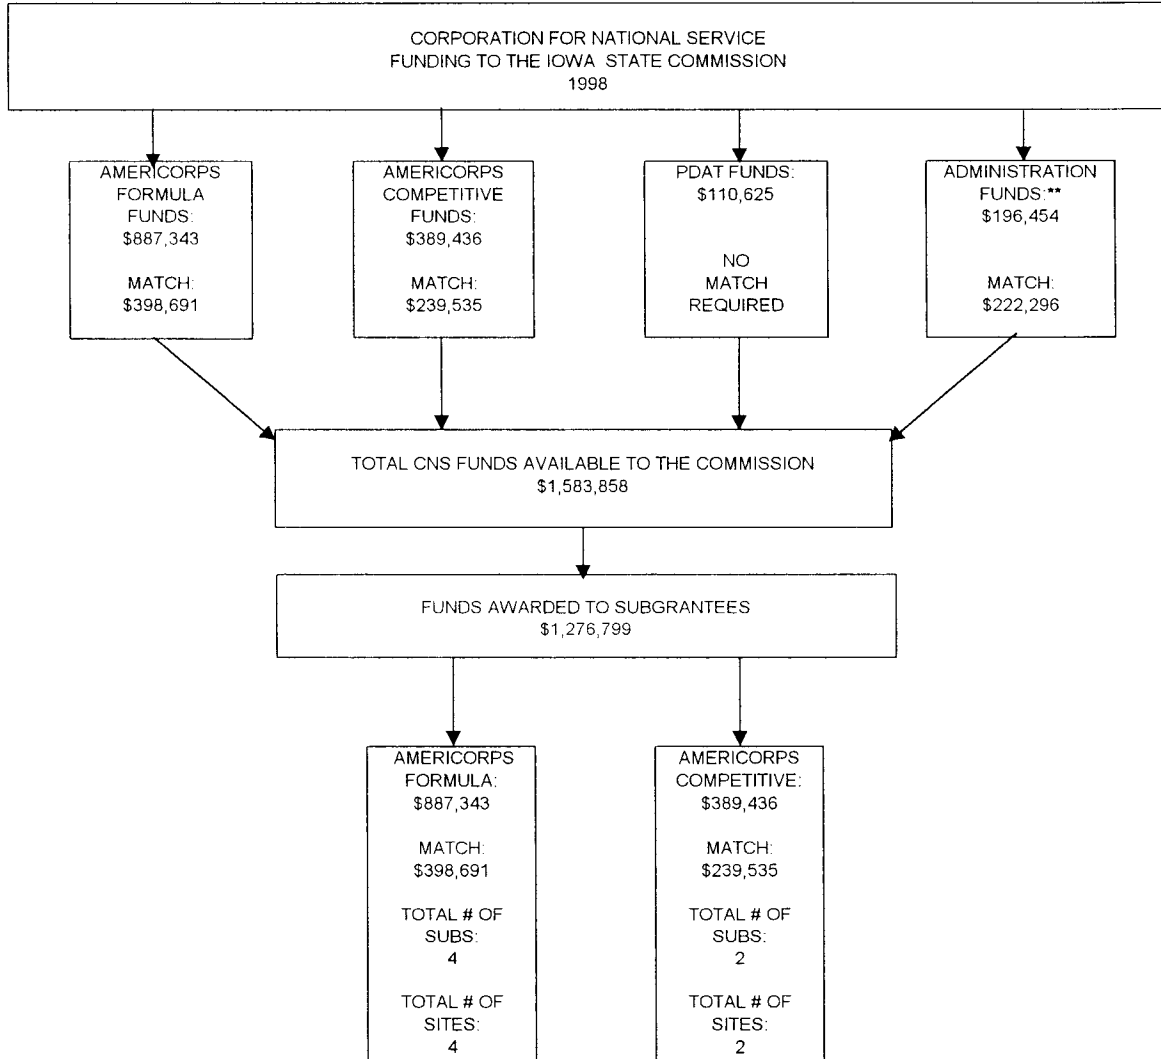 CORPORATION FOR NATIONAL SERVICE
FUNDING TO THE IOWA STATE COMMISSION
1998
AMERICORPS
FORMULA
FUNDS:
$887,343
MATCH:
$398,691
AMERICORPS
COMPETITIVE
FUNDS:
$389,436
MATCH:
$239,535
PDAT FUNDS:
$110,625
NO
MATCH
REQUIRED
ADMINISTRATION
FUNDS:**
$196,454
MATCH:
$222,296
TOTAL CNS FUNDS AVAILABLE TO THE COMMISSION
$1,583,858
FUNDS AWARDED TO SUBGRANTEES
$1,276,799
AMERICORPS
FORMULA:
$887,343
MATCH:
$398,691
TOTAL # OF
SUBS:
4
TOTAL # OF
SITES:
4
AMERICORPS
COMPETITIVE:
$389,436
MATCH:
$239,535
TOTAL # OF
SUBS:
2
TOTAL # OF
SITES:
2